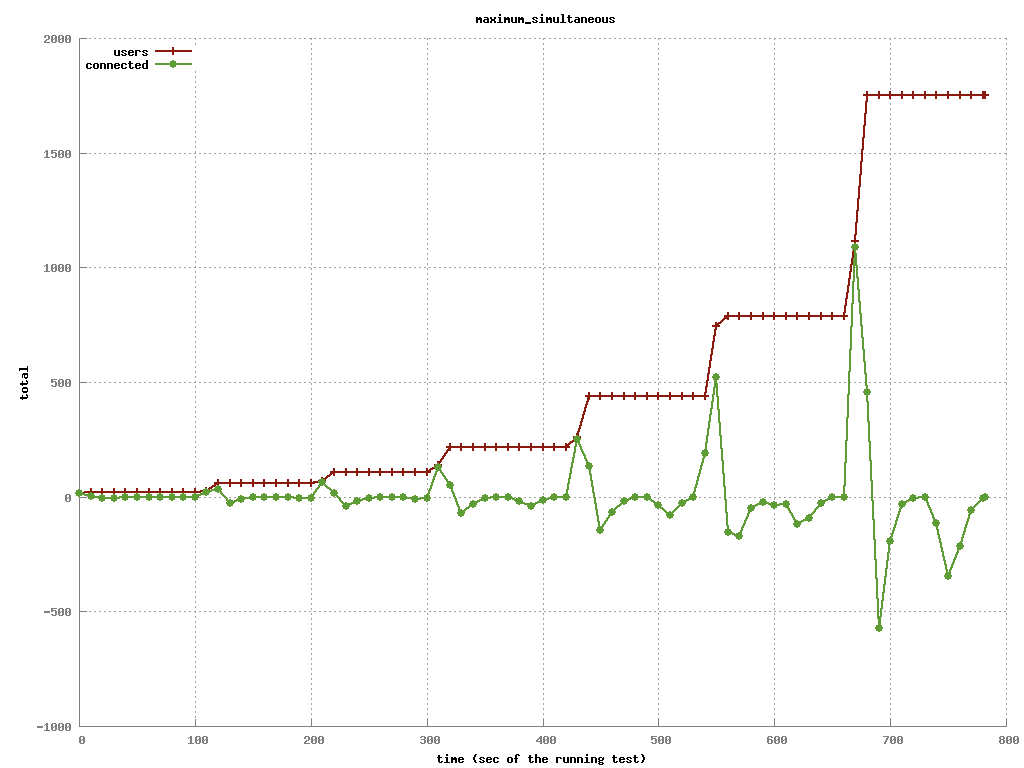 maximum_simultaneous
users
connected
2000
1500
1000
500
0
-500
-1000
total
0 100 200 300 400 500 600 700 800
time (sec of the running test)